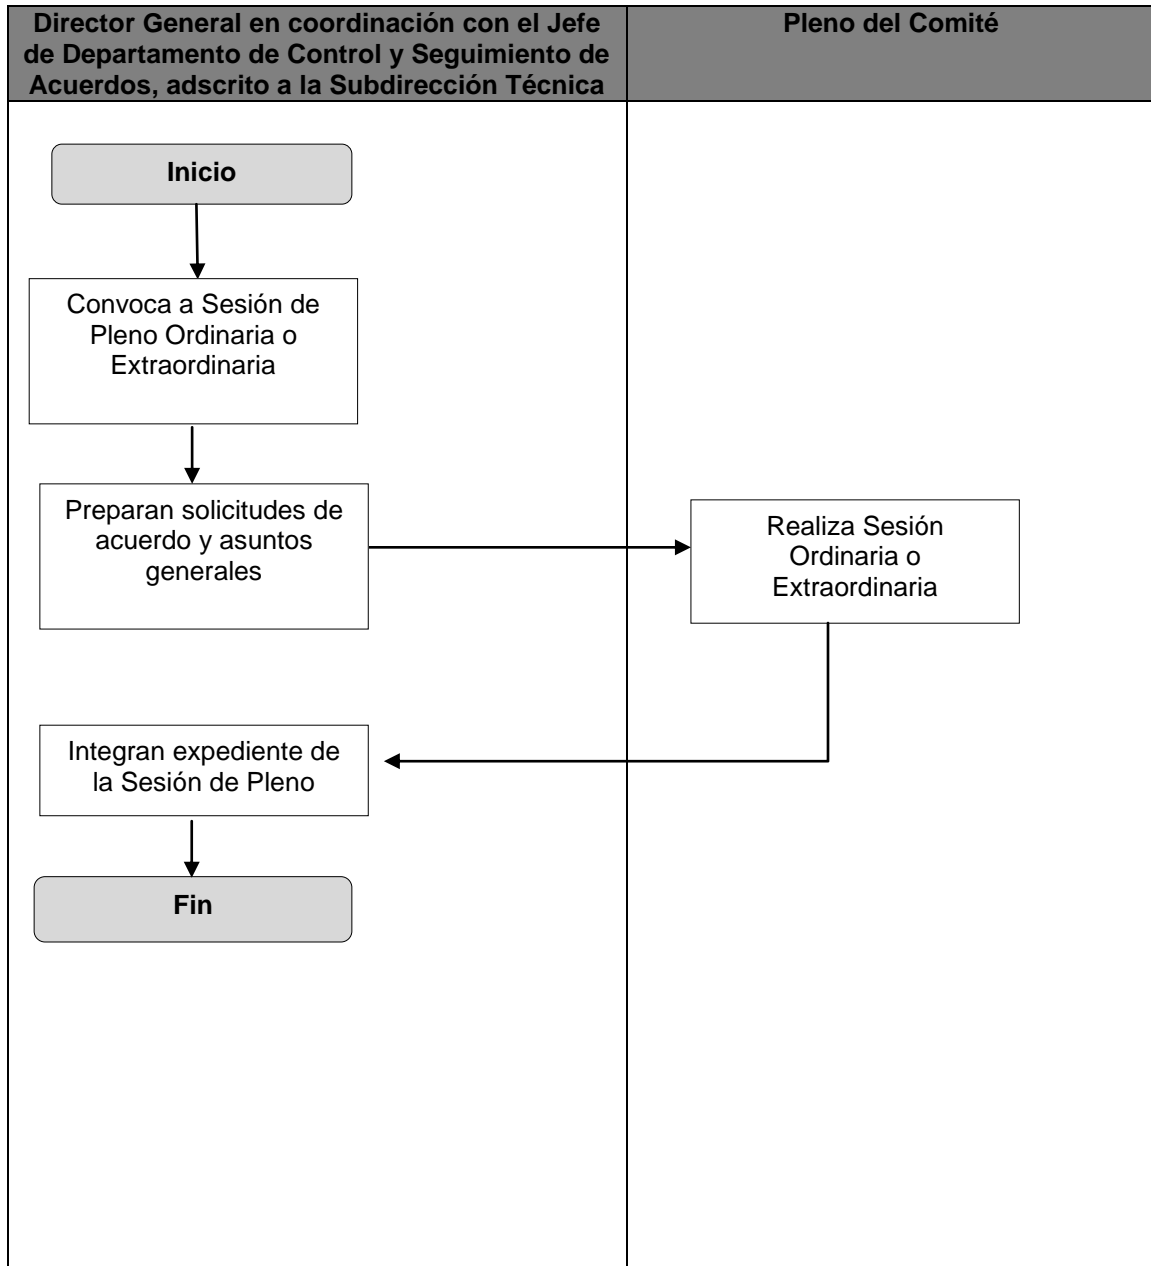 Director General en coordinación con el Jefe
de Departamento de Control y Seguimiento de
Acuerdos, adscrito a la Subdirección Técnica
Pleno del Comité
Inicio
Convoca a Sesión de
Pleno Ordinaria o
Extraordinaria
Preparan solicitudes de
acuerdo y asuntos
generales
Realiza Sesión
Ordinaria o
Extraordinaria
Integran expediente de
la Sesión de Pleno
Fin